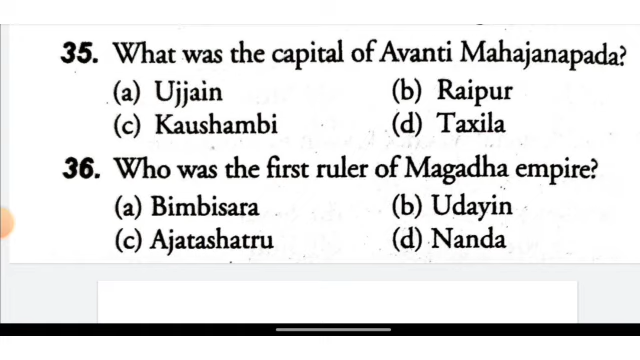 35. What was the capital of Avanti Mahajanapada?
(a) Ujjain (b) Raipur
(c) Kaushambi (d) Taxila
36. Who was the first ruler of Magadha empire?
(a) Bimbisara (b) Udayin
(c) Ajatashatru (d) Nanda